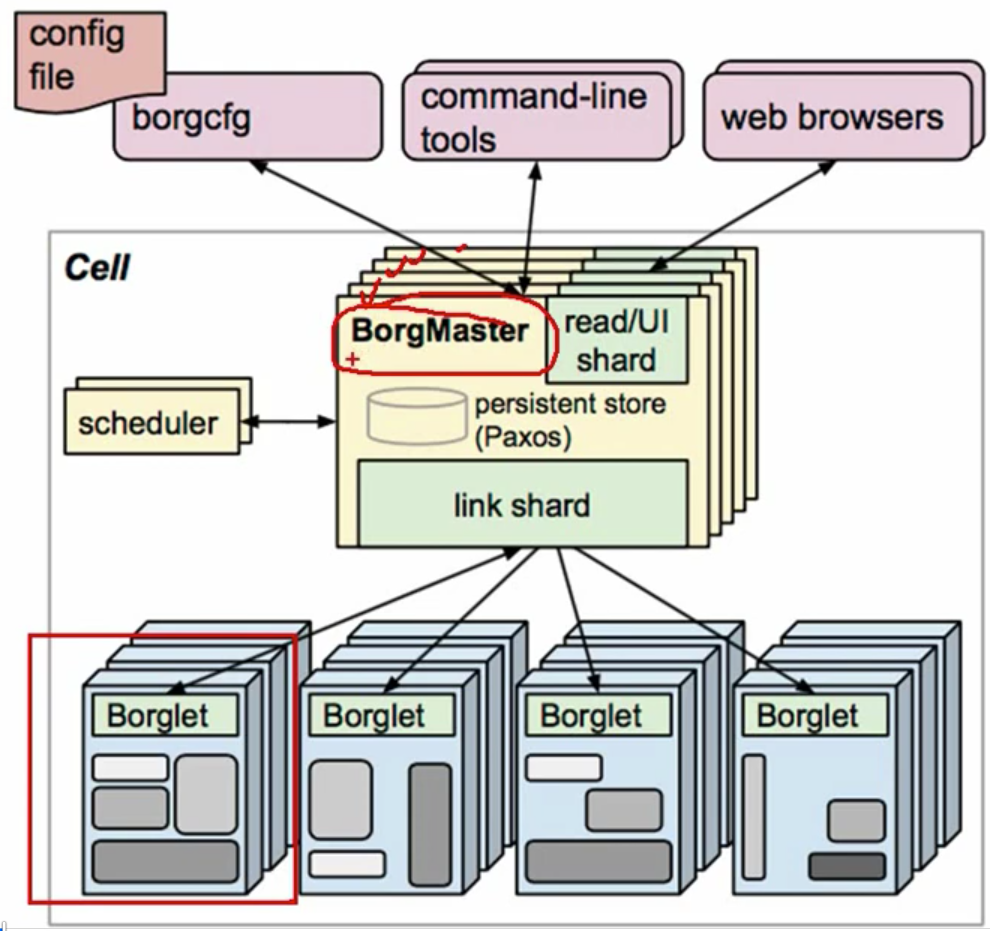 config
file
borgcfg
command-line
tools
web browsers
Cell
BorgMaster
read/UI
shard
scheduler
persistent store
(Paxos)
link shard
Borglet
Borglet
Borglet
Borglet